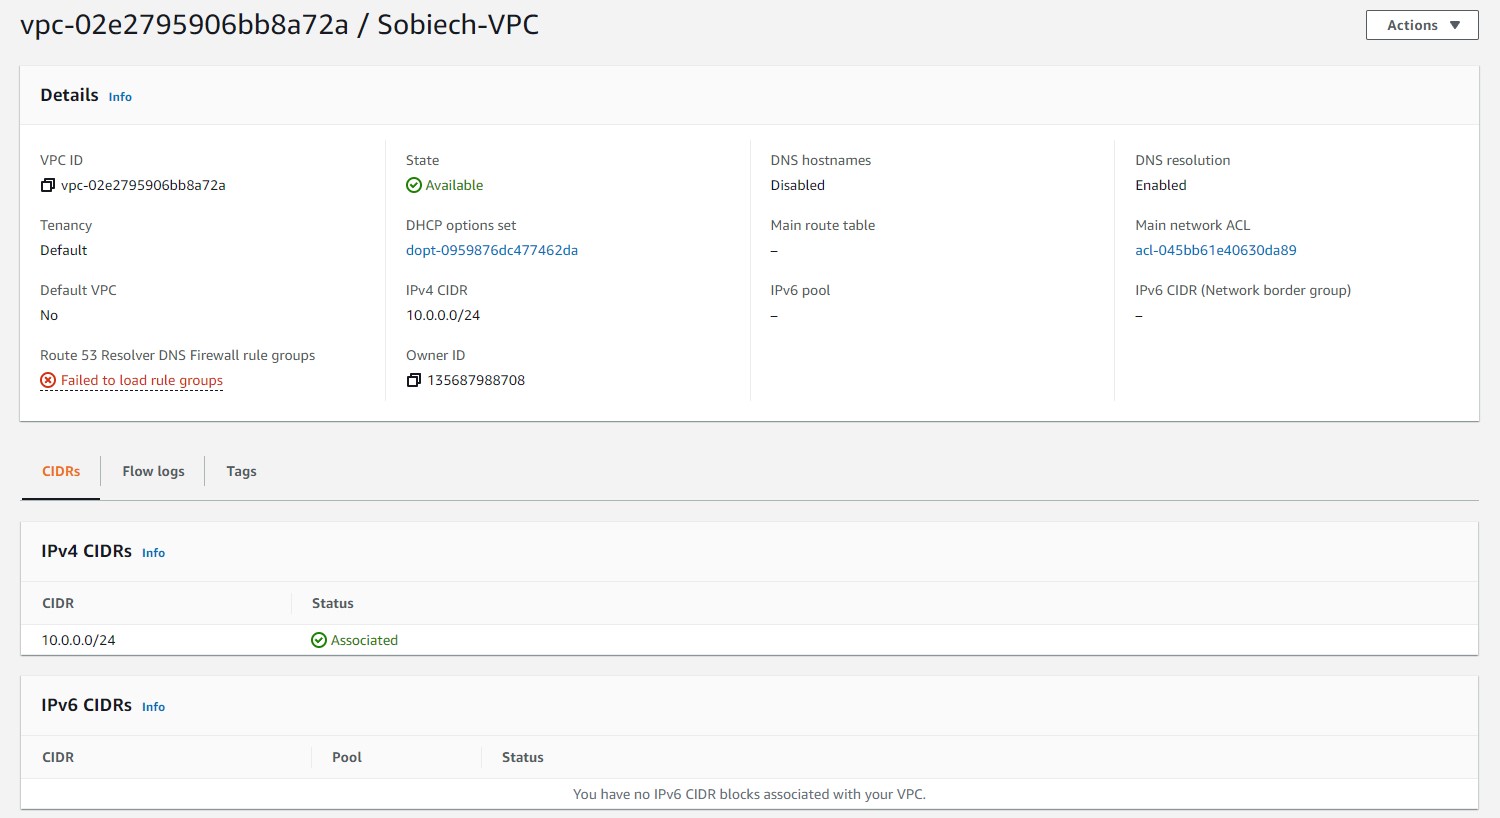 vpc-02e2795906bb8a72a / Sobiech-VPC
Actions
Details Info
VPC ID
vpc-02e2795906bb8a72a
State
Available
DNS hostnames
Disabled
DNS resolution
Enabled
Tenancy
Default
DHCP options set
dopt-0959876dc477462da
Main route table
–
Main network ACL
acl-045bb61e40630da89
Default VPC
No
IPv4 CIDR
10.0.0.0/24
IPv6 pool
–
IPv6 CIDR (Network border group)
–
Route 53 Resolver DNS Firewall rule groups
Failed to load rule groups
Owner ID
135687988708
CIDRs Flow logs Tags
IPv4 CIDRs Info
CIDR Status
10.0.0.0/24 Associated
IPv6 CIDRs Info
CIDR Pool Status
You have no IPv6 CIDR blocks associated with your VPC.